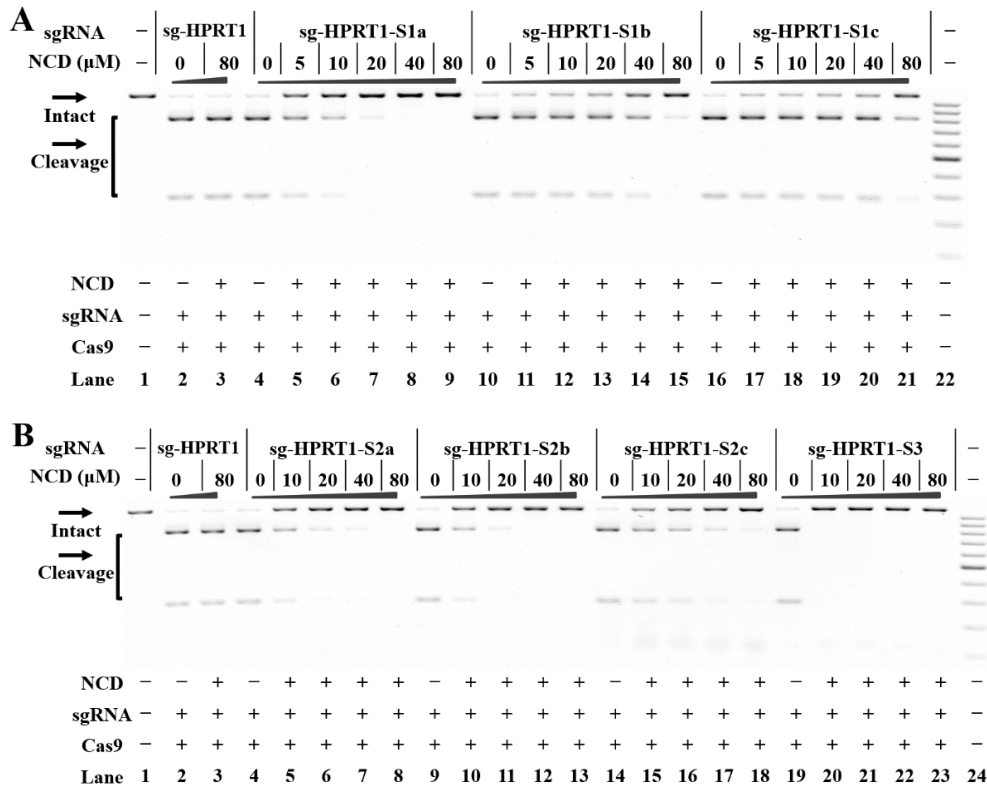 A
sgRNA – sg-HPRT1 sg-HPRT1-S1a sg-HPRT1-S1b sg-HPRT1-S1c –
NCD (μM) – 0 80 0 5 10 20 40 80 0 5 10 20 40 80 0 5 10 20 40 80 –
Intact
Cleavage
NCD – – + – + + + + + – + + + + + – + + + + + –
sgRNA – + + + + + + + + + + + + + + + + + + + + –
Cas9 – + + + + + + + + + + + + + + + + + + + + –
Lane 1 2 3 4 5 6 7 8 9 10 11 12 13 14 15 16 17 18 19 20 21 22
B
sgRNA – sg-HPRT1 sg-HPRT1-S2a sg-HPRT1-S2b sg-HPRT1-S2c sg-HPRT1-S3 –
NCD (μM) – 0 80 0 10 20 40 80 0 10 20 40 80 0 10 20 40 80 0 10 20 40 80 –
Intact
Cleavage
NCD – – + – + + + + – + + + + – + + + + – + + + + –
sgRNA – + + + + + + + + + + + + + + + + + + + + + + –
Cas9 – + + + + + + + + + + + + + + + + + + + + + + –
Lane 1 2 3 4 5 6 7 8 9 10 11 12 13 14 15 16 17 18 19 20 21 22 23 24